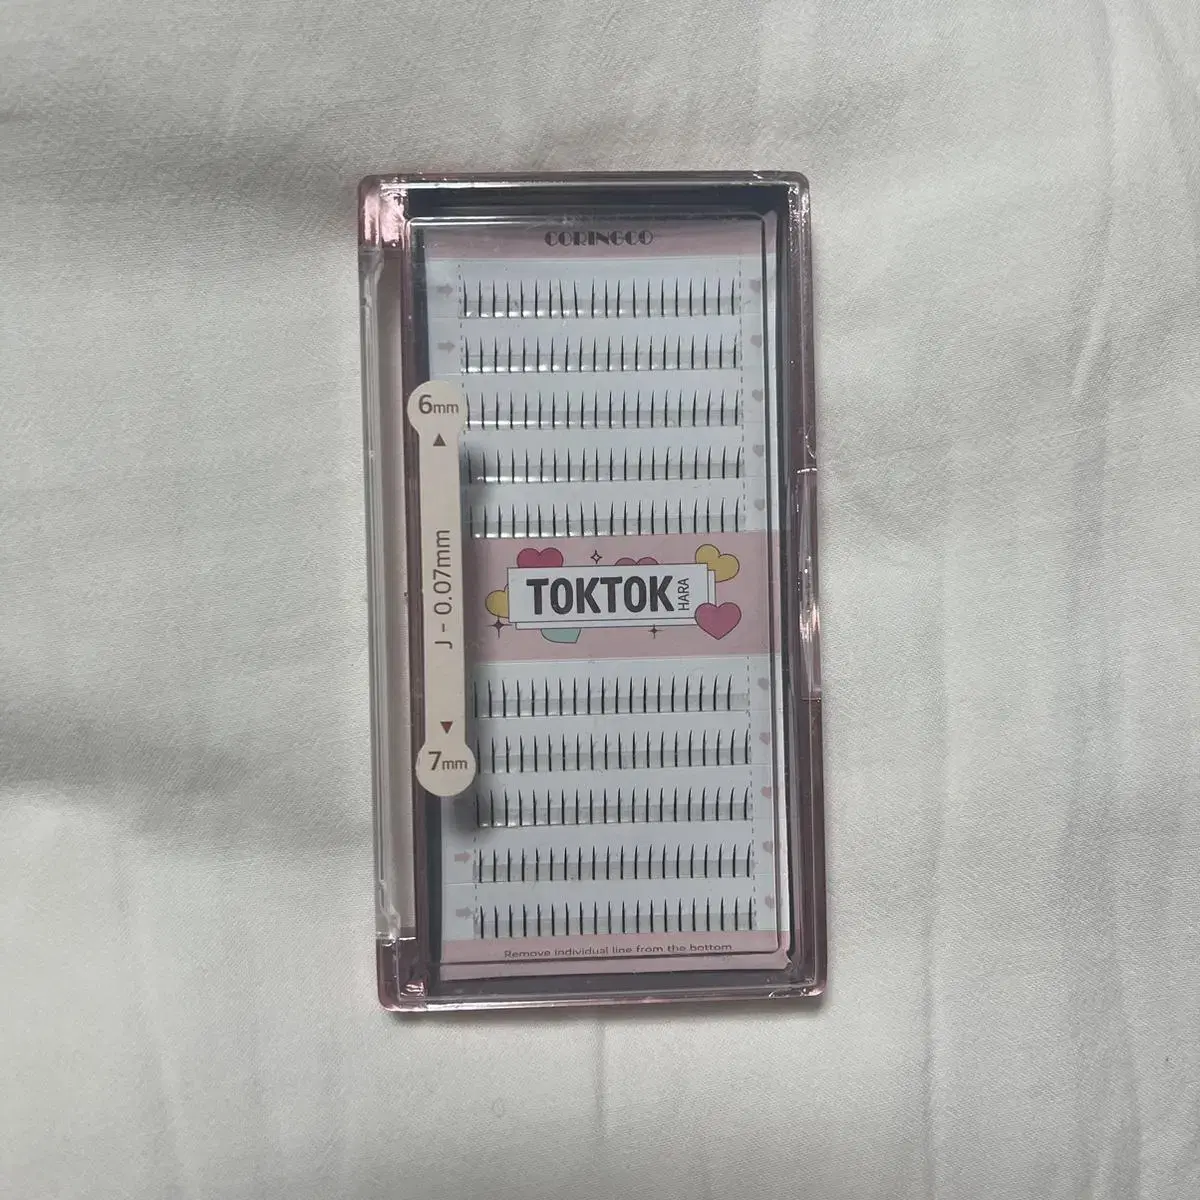 CORINGCO
6mm
J - 0.07mm
7mm
TOKTOK
HARA
Remove individual line from the bottom